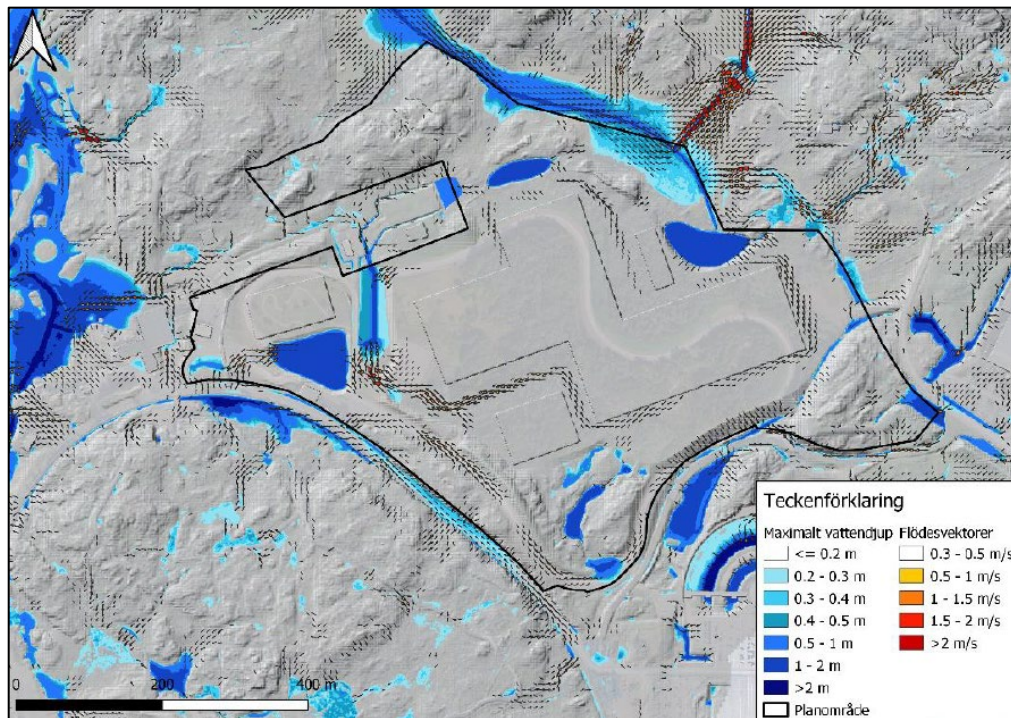 Teckenförklaring
Maximalt vattendjup Flödesvektorer
<= 0.2 m 0.3 - 0.5 m/s
0.2 - 0.3 m 0.5 - 1 m/s
0.3 - 0.4 m 1 - 1.5 m/s
0.4 - 0.5 m 1.5 - 2 m/s
0.5 - 1 m >2 m/s
1 - 2 m
>2 m
Planområde
0 200 400 m